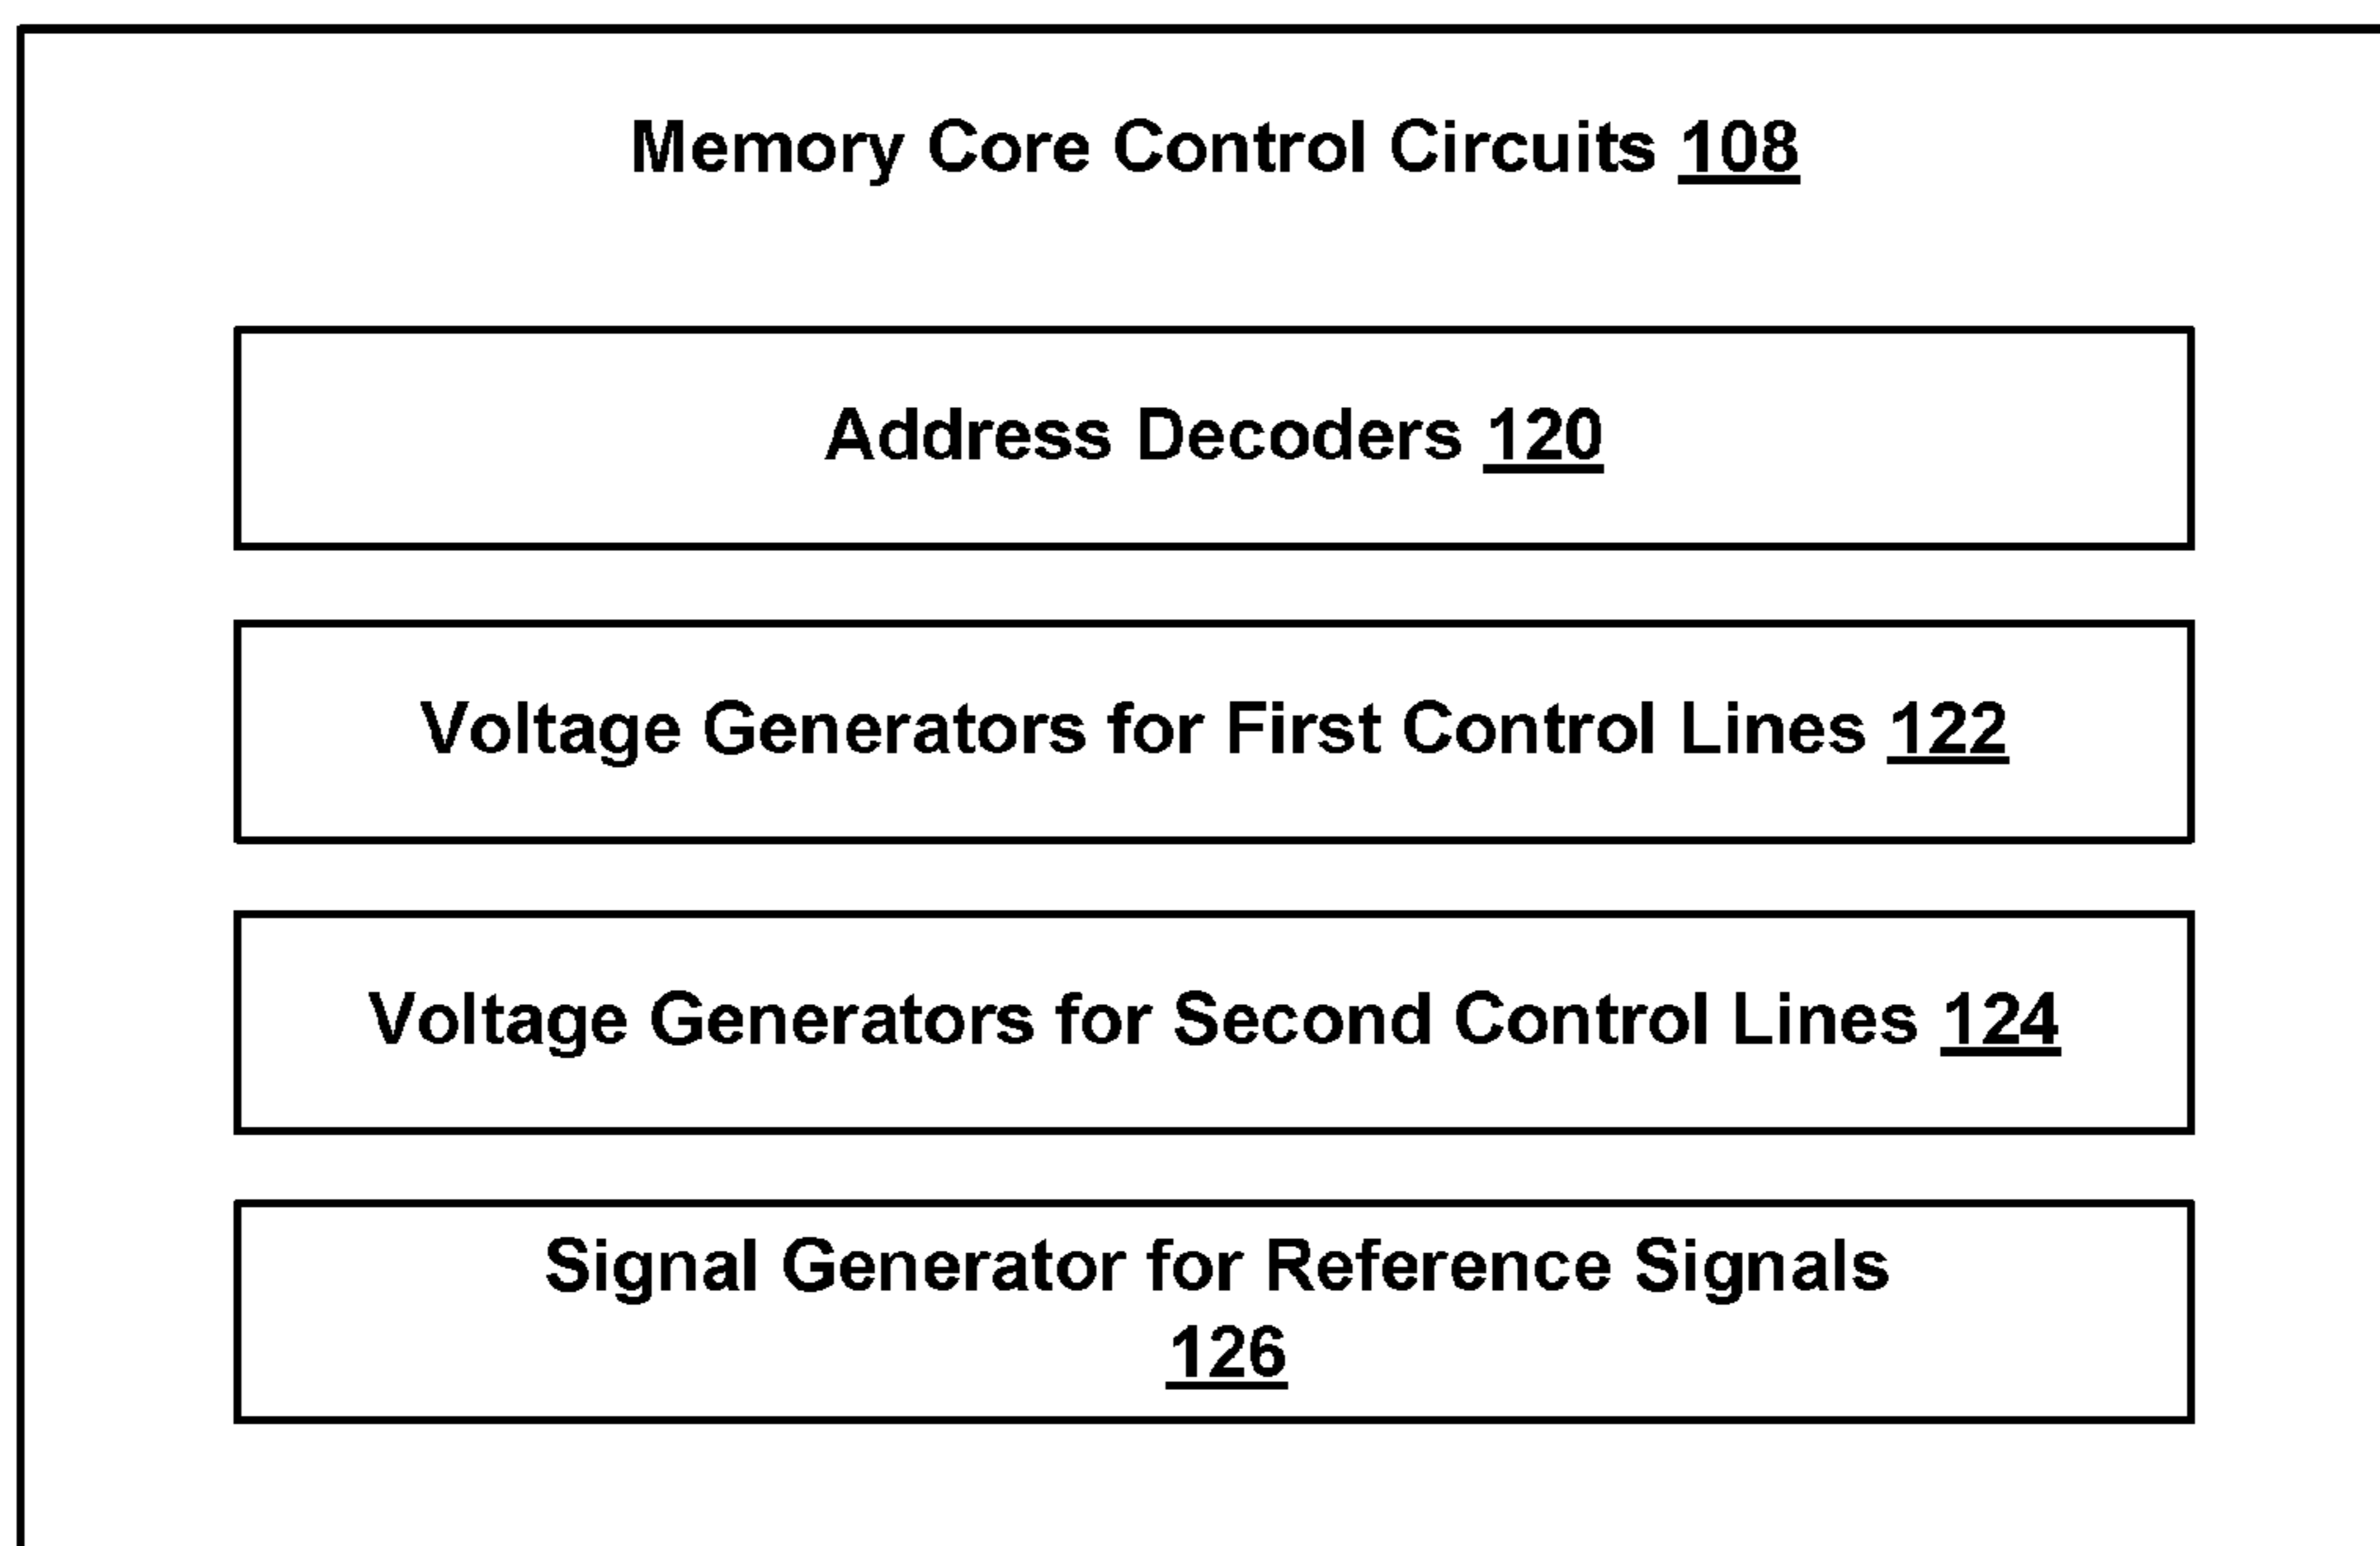 Memory Core Control Circuits 108
Address Decoders 120
Voltage Generators for First Control Lines 122
Voltage Generators for Second Control Lines 124
Signal Generator for Reference Signals
126